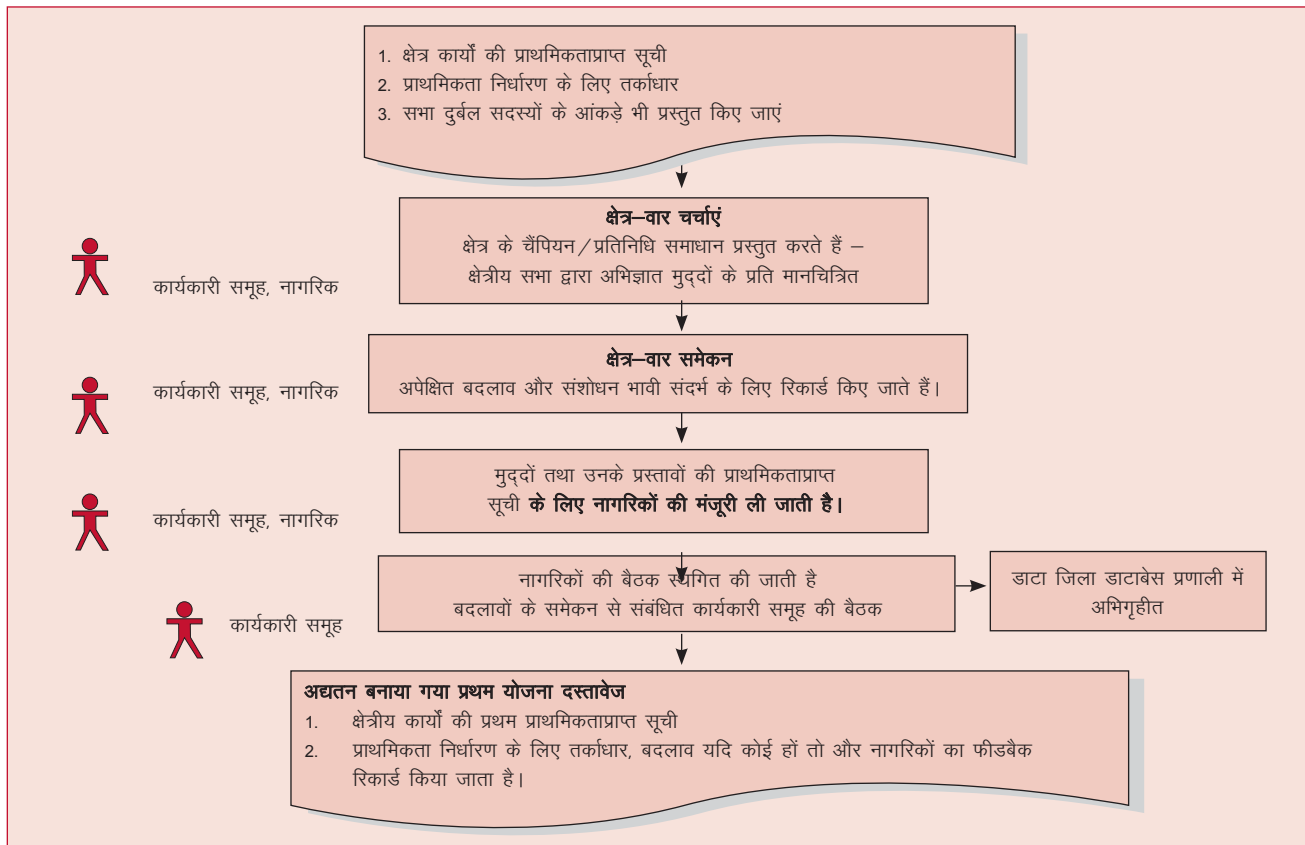 1. क्षेत्र कार्यों की प्राथमिकताप्राप्त सूची
2. प्राथमिकता निर्धारण के लिए तर्काधार
3. सभा दुर्बल सदस्यों के आंकड़े भी प्रस्तुत किए जाएं
क्षेत्र–वार चर्चाएं
क्षेत्र के चैंपियन/प्रतिनिधि समाधान प्रस्तुत करते हैं –
क्षेत्रीय सभा द्वारा अभिज्ञात मुद्दों के प्रति मानचित्रित
कार्यकारी समूह, नागरिक
क्षेत्र–वार समेकन
अपेक्षित बदलाव और संशोधन भावी संदर्भ के लिए रिकार्ड किए जाते हैं।
कार्यकारी समूह, नागरिक
मुद्दों तथा उनके प्रस्तावों की प्राथमिकताप्राप्त
सूची के लिए नागरिकों की मंजूरी ली जाती है।
कार्यकारी समूह, नागरिक
नागरिकों की बैठक स्थगित की जाती है
बदलावों के समेकन से संबंधित कार्यकारी समूह की बैठक
डाटा जिला डाटाबेस प्रणाली में
अभिगृहीत
कार्यकारी समूह
अद्यतन बनाया गया प्रथम योजना दस्तावेज
1. क्षेत्रीय कार्यों की प्रथम प्राथमिकताप्राप्त सूची
2. प्राथमिकता निर्धारण के लिए तर्काधार, बदलाव यदि कोई हों तो और नागरिकों का फीडबैक
रिकार्ड किया जाता है।